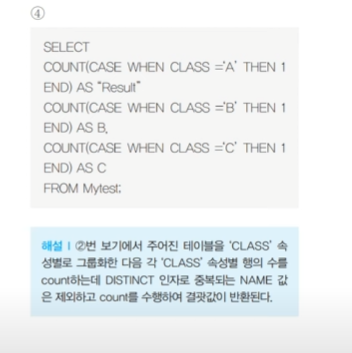 ④
SELECT
COUNT(CASE WHEN CLASS ='A' THEN 1
END) AS "Result"
COUNT(CASE WHEN CLASS ='B' THEN 1
END) AS B,
COUNT(CASE WHEN CLASS ='C' THEN 1
END) AS C
FROM Mytest;
해설 | ②번 보기에서 주어진 테이블을 'CLASS' 속
성별로 그룹화한 다음 각 'CLASS' 속성별 행의 수를
count하는데 DISTINCT 인자로 중복되는 NAME 값
은 제외하고 count를 수행하여 결괏값이 반환된다.